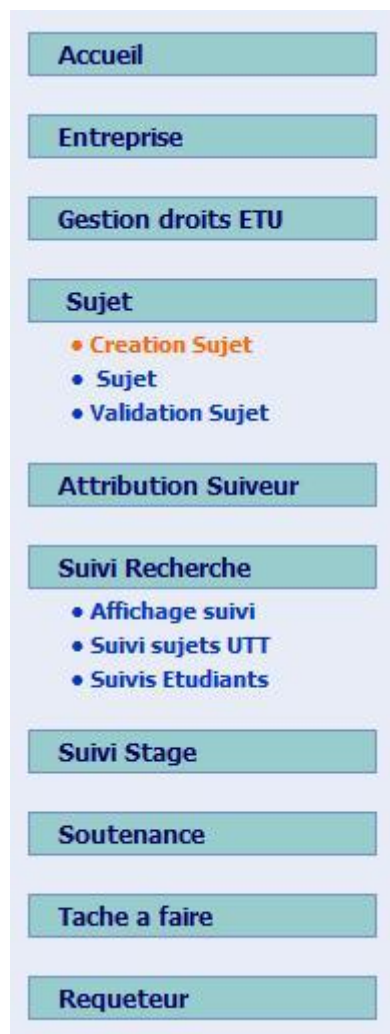 Accueil
Entreprise
Gestion droits ETU
Sujet
• Creation Sujet
• Sujet
• Validation Sujet
Attribution Suiveur
Suivi Recherche
• Affichage suivi
• Suivi sujets UTT
• Suivis Etudiants
Suivi Stage
Soutenance
Tache a faire
Requeteur